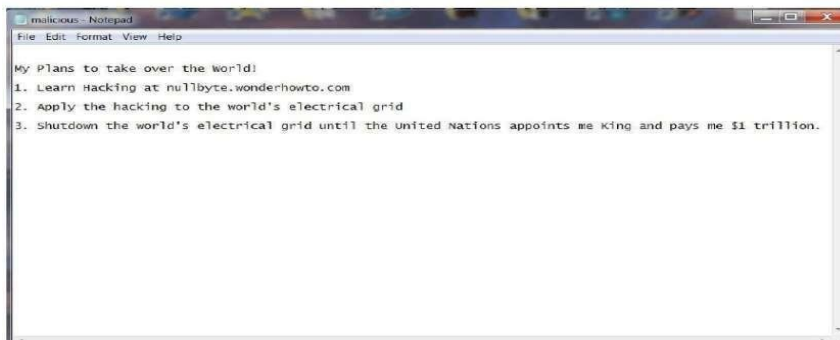 malicious - Notepad
File Edit Format View Help
My Plans to take over the World!
1. Learn Hacking at nullbyte.wonderhowto.com
2. Apply the hacking to the world's electrical grid
3. Shutdown the world's electrical grid until the United Nations appoints me King and pays me $1 trillion.